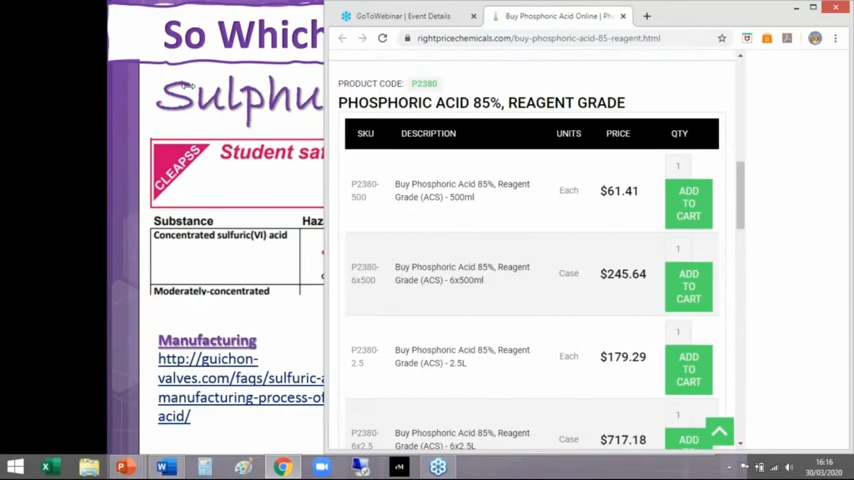 So Which
Sulphu
CLEAPSS
Student saf
Substance
Haz
Concentrated sulfuric(VI) acid
Moderately-concentrated
Manufacturing
http://guichon-
valves.com/faqs/sulfuric-a
manufacturing-process-of
acid/
GoToWebinar | Event Details
Buy Phosphoric Acid Online | Ph
rightpricechemicals.com/buy-phosphoric-acid-85-reagent.html
PRODUCT CODE: P2380
PHOSPHORIC ACID 85%, REAGENT GRADE
SKU DESCRIPTION UNITS PRICE QTY
P2380-
500
Buy Phosphoric Acid 85%, Reagent
Grade (ACS) - 500ml
Each
$61.41
1
ADD
TO
CART
P2380-
6x500
Buy Phosphoric Acid 85%, Reagent
Grade (ACS) - 6x500ml
Case
$245.64
1
ADD
TO
CART
P2380-
2.5
Buy Phosphoric Acid 85%, Reagent
Grade (ACS) - 2.5L
Each
$179.29
1
ADD
TO
CART
P2380-
6x2.5
Buy Phosphoric Acid 85%, Reagent
Grade (ACS) - 6x2.5L
Case
$717.18
1
ADD
rM
16:16
30/03/2020